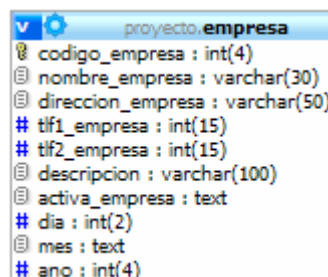 v proyecto.empresa
codigo_empresa : int(4)
nombre_empresa : varchar(30)
direccion_empresa : varchar(50)
# tlf1_empresa : int(15)
# tlf2_empresa : int(15)
descripcion : varchar(100)
activa_empresa : text
# dia : int(2)
mes : text
# ano : int(4)